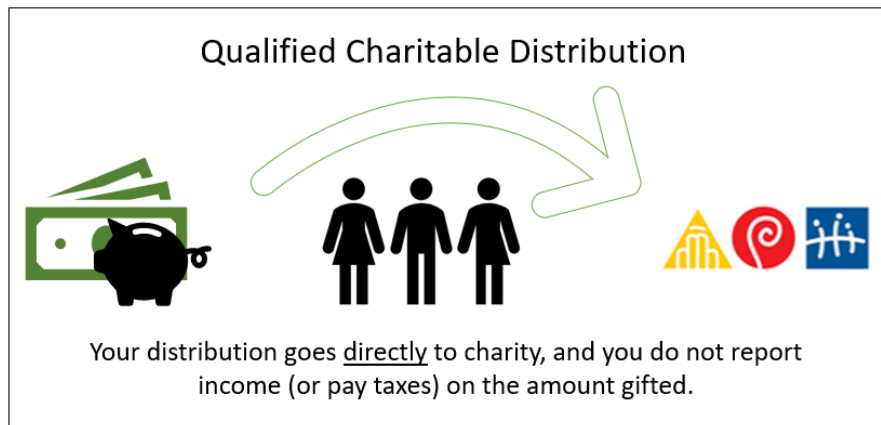 Qualified Charitable Distribution
Your distribution goes directly to charity, and you do not report
income (or pay taxes) on the amount gifted.